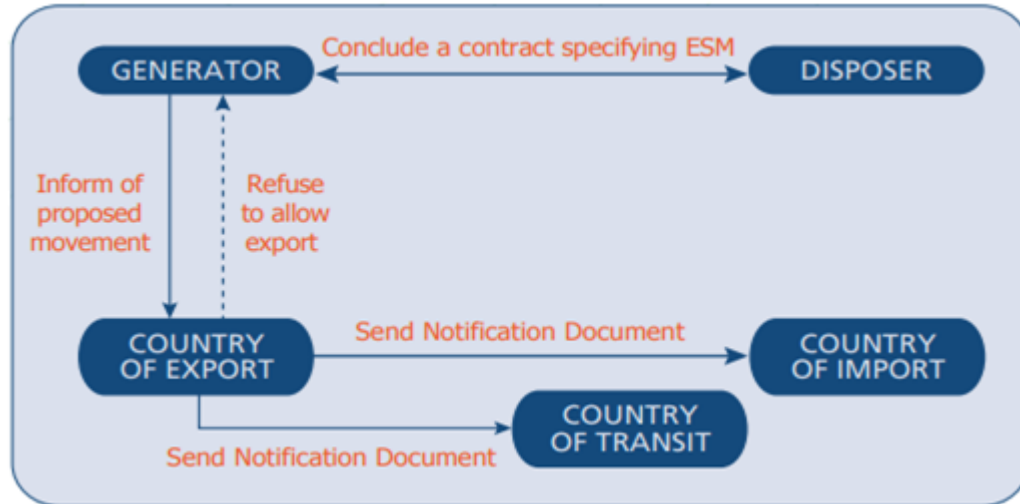 Conclude a contract specifying ESM
GENERATOR
DISPOSER
Inform of
proposed
movement
Refuse
to allow
export
COUNTRY
OF EXPORT
Send Notification Document
COUNTRY
OF IMPORT
COUNTRY
OF TRANSIT
Send Notification Document